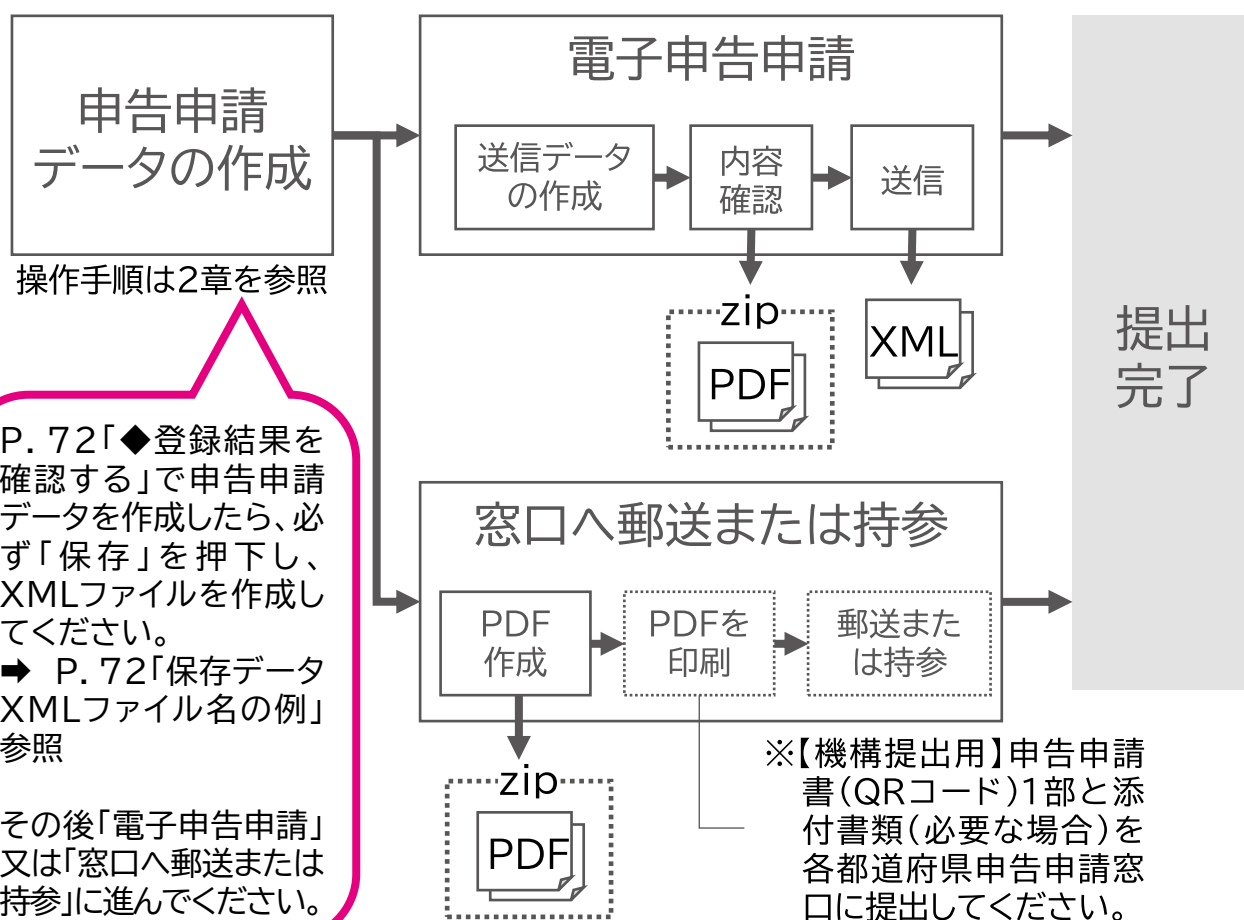 申告申請
データの作成
操作手順は2章を参照
P.72「◆登録結果を
確認する」で申告申請
データを作成したら、必
ず「保存」を押下し、
XMLファイルを作成し
てください。
➡ P.72「保存データ
XMLファイル名の例」
参照
その後「電子申告申請」
又は「窓口へ郵送または
持参」に進んでください。
電子申告申請
送信データ
の作成
内容
確認
送信
zip
PDF
XML
窓口へ郵送または持参
PDF
作成
PDFを
印刷
郵送また
は持参
zip
PDF
※【機構提出用】申告申請
書(QRコード)1部と添
付書類(必要な場合)を
各都道府県申告申請窓
口に提出してください。
提出
完了